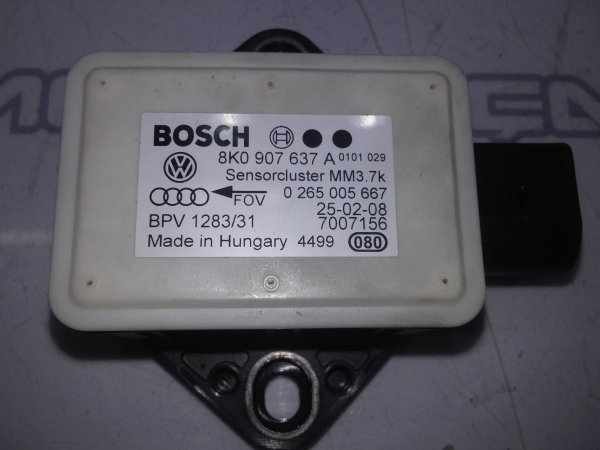 BOSCH
8K0 907 637 A 0101 029
Sensorcluster MM3.7k
FOV 0 265 005 667
25-02-08
BPV 1283/31 7007156
Made in Hungary 4499 080